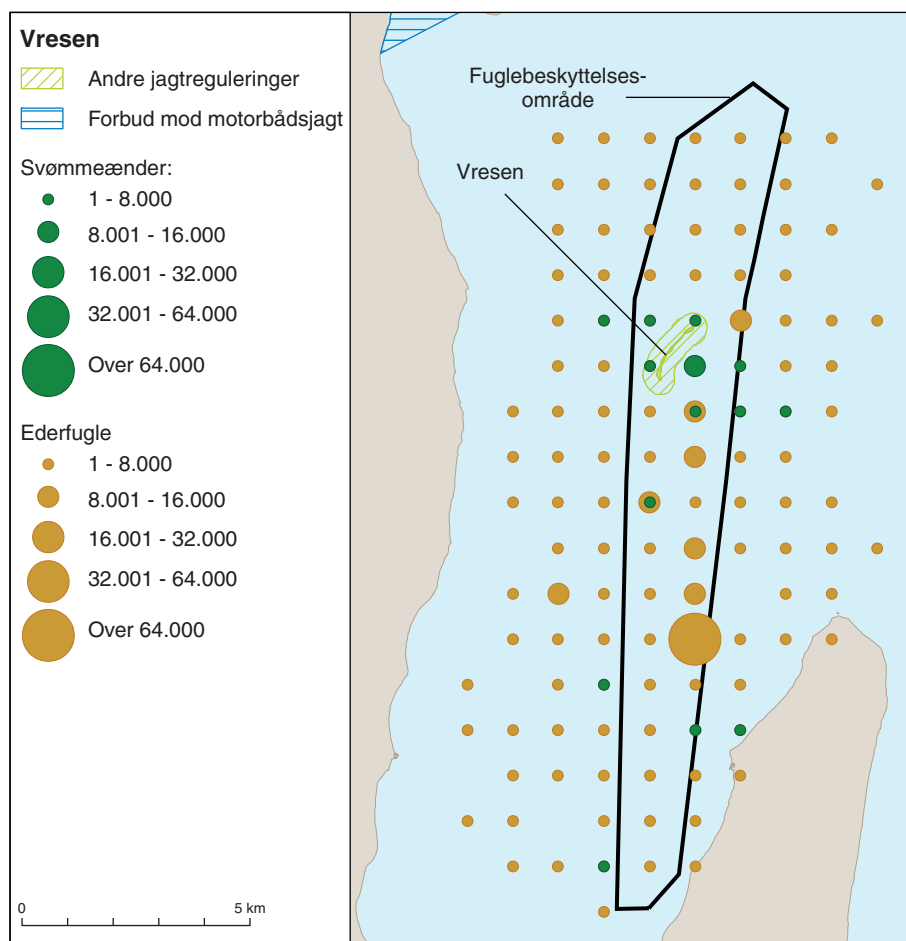 Vresen
Andre jagtreguleringer
Forbud mod motorbådsjagt
Svømmeænder:
1 - 8.000
8.001 - 16.000
16.001 - 32.000
32.001 - 64.000
Over 64.000
Ederfugle
1 - 8.000
8.001 - 16.000
16.001 - 32.000
32.001 - 64.000
Over 64.000
0
5 km
Fuglebeskyttelses-
område
Vresen